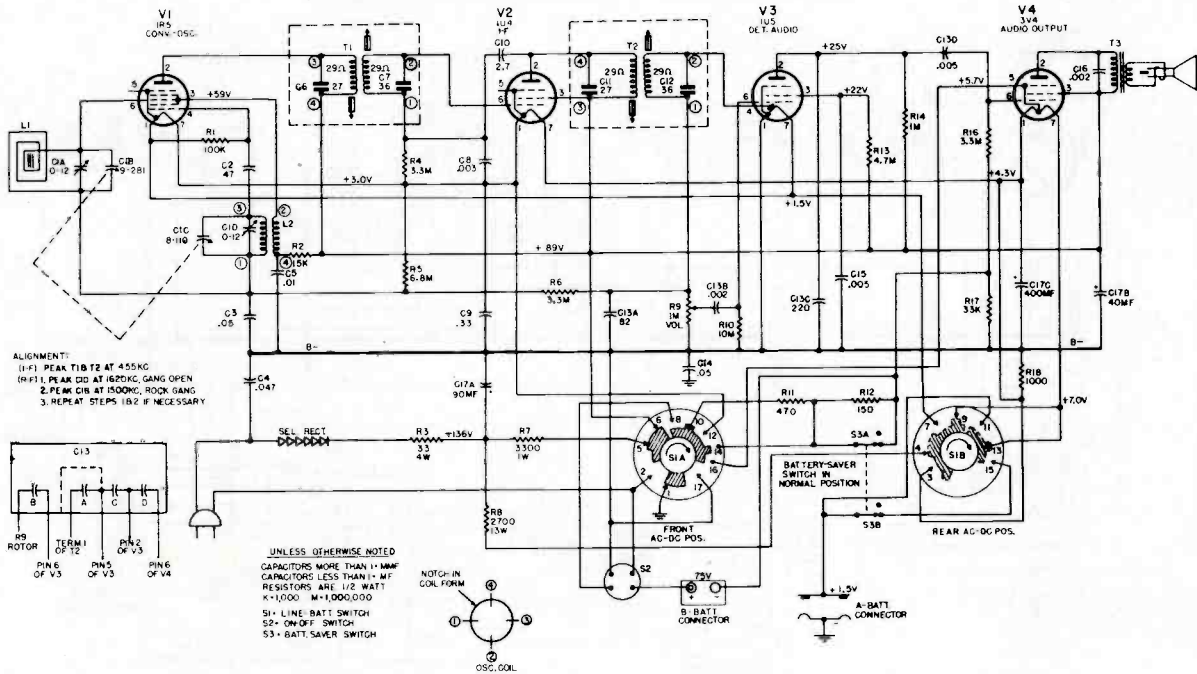 V1
1R5
CONV.-OSC.
V2
1U4
I-F
V3
1U5
DET. AUDIO
V4
3V4
AUDIO OUTPUT
T1
29Ω
29Ω
C6
27
C7
36
C10
2.7
T2
29Ω
29Ω
C11
27
C12
36
+25V
C13D
.005
C16
.002
T3
+5.7V
+59V
+22V
L1
C1A
0-12
C1B
R1
100K
C2
47
R4
3.3M
C8
.003
R13
4.7M
R14
1M
R16
3.3M
+3.0V
+4.3V
+1.5V
C1C
8-110
C1D
0-12
L2
R2
15K
C5
.01
+89V
R5
6.8M
R6
3.3M
C13A
82
R9
1M
VOL.
C13B
.002
R10
10M
C13C
220
C15
.005
R17
33K
C17C
400MF
C17B
40MF
C3
.05
C9
.33
B-
B-
C14
.05
R18
1000
C4
.047
C17A
90MF
R11
470
R12
150
+7.0V
ALIGNMENT:
(I-F) PEAK T1 & T2 AT 455KC
(R-F) 1. PEAK C1D AT 1620KC, GANG OPEN
2. PEAK C1B AT 1500KC, ROCK GANG
3. REPEAT STEPS 1 & 2 IF NECESSARY
SEL. RECT.
R3
33
4W
+136V
R7
3300
1W
R8
2700
13W
S1A
FRONT
AC-DC POS.
S3A
BATTERY-SAVER
SWITCH IN
NORMAL POSITION
S3B
S1B
REAR AC-DC POS.
C13
B
A
C
D
R9
ROTOR
PIN 6
OF V3
TERM 1
OF T2
PIN 5
OF V3
PIN 2
OF V3
PIN 6
OF V4
UNLESS OTHERWISE NOTED
CAPACITORS MORE THAN 1 = MMF
CAPACITORS LESS THAN 1 = MF
RESISTORS ARE 1/2 WATT
K=1,000 M=1,000,000
S1 = LINE-BATT SWITCH
S2 = ON-OFF SWITCH
S3 = BATT. SAVER SWITCH
NOTCH IN
COIL FORM
OSC. COIL
S2
75V
B-BATT
CONNECTOR
+1.5V
A-BATT
CONNECTOR